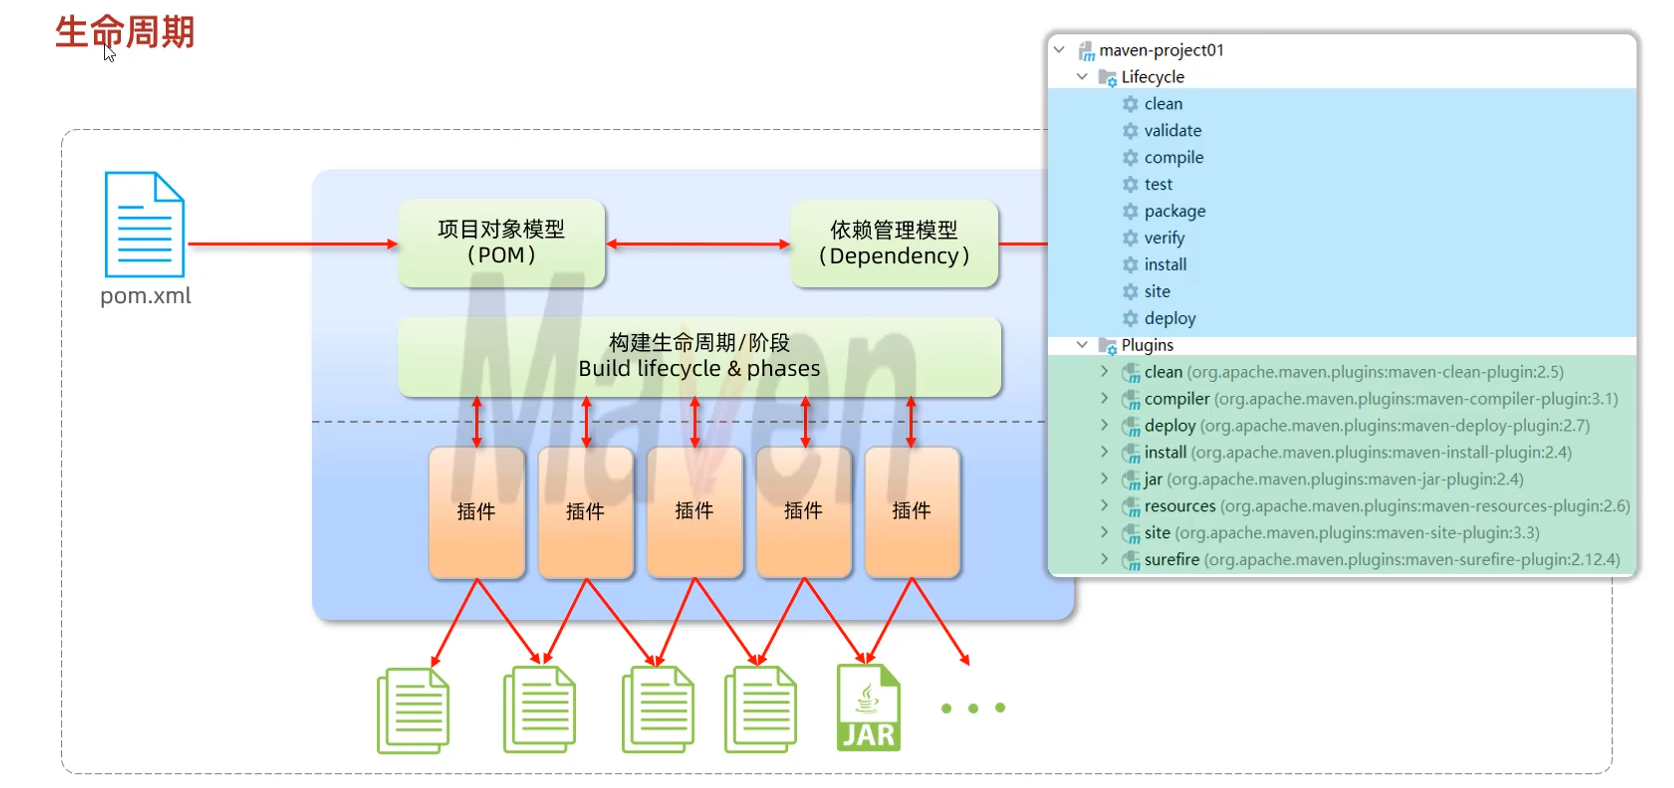 生命周期
pom.xml
项目对象模型
（POM）
依赖管理模型
（Dependency）
构建生命周期/阶段
Build lifecycle & phases
Maven
插件
插件
插件
插件
插件
JAR
maven-project01
Lifecycle
clean
validate
compile
test
package
verify
install
site
deploy
Plugins
clean (org.apache.maven.plugins:maven-clean-plugin:2.5)
compiler (org.apache.maven.plugins:maven-compiler-plugin:3.1)
deploy (org.apache.maven.plugins:maven-deploy-plugin:2.7)
install (org.apache.maven.plugins:maven-install-plugin:2.4)
jar (org.apache.maven.plugins:maven-jar-plugin:2.4)
resources (org.apache.maven.plugins:maven-resources-plugin:2.6)
site (org.apache.maven.plugins:maven-site-plugin:3.3)
surefire (org.apache.maven.plugins:maven-surefire-plugin:2.12.4)